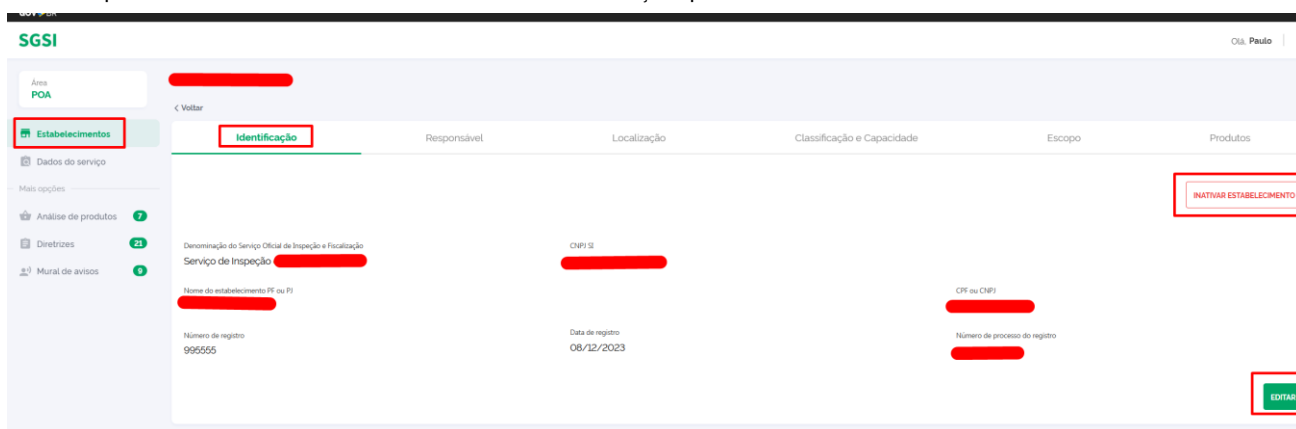 SGSI
Olá, Paulo
Área
POA
< Voltar
Estabelecimentos
Identificação
Responsável
Localização
Classificação e Capacidade
Escopo
Produtos
Dados do serviço
Mais opções
INATIVAR ESTABELECIMENTO
Análise de produtos 7
Diretrizes 21
Mural de avisos 9
Denominação do Serviço Oficial de Inspeção e Fiscalização
Serviço de Inspeção
CNPJ SI
Nome do estabelecimento PF ou PJ
CPF ou CNPJ
Número de registro
995555
Data de registro
08/12/2023
Número de processo do registro
EDITAR